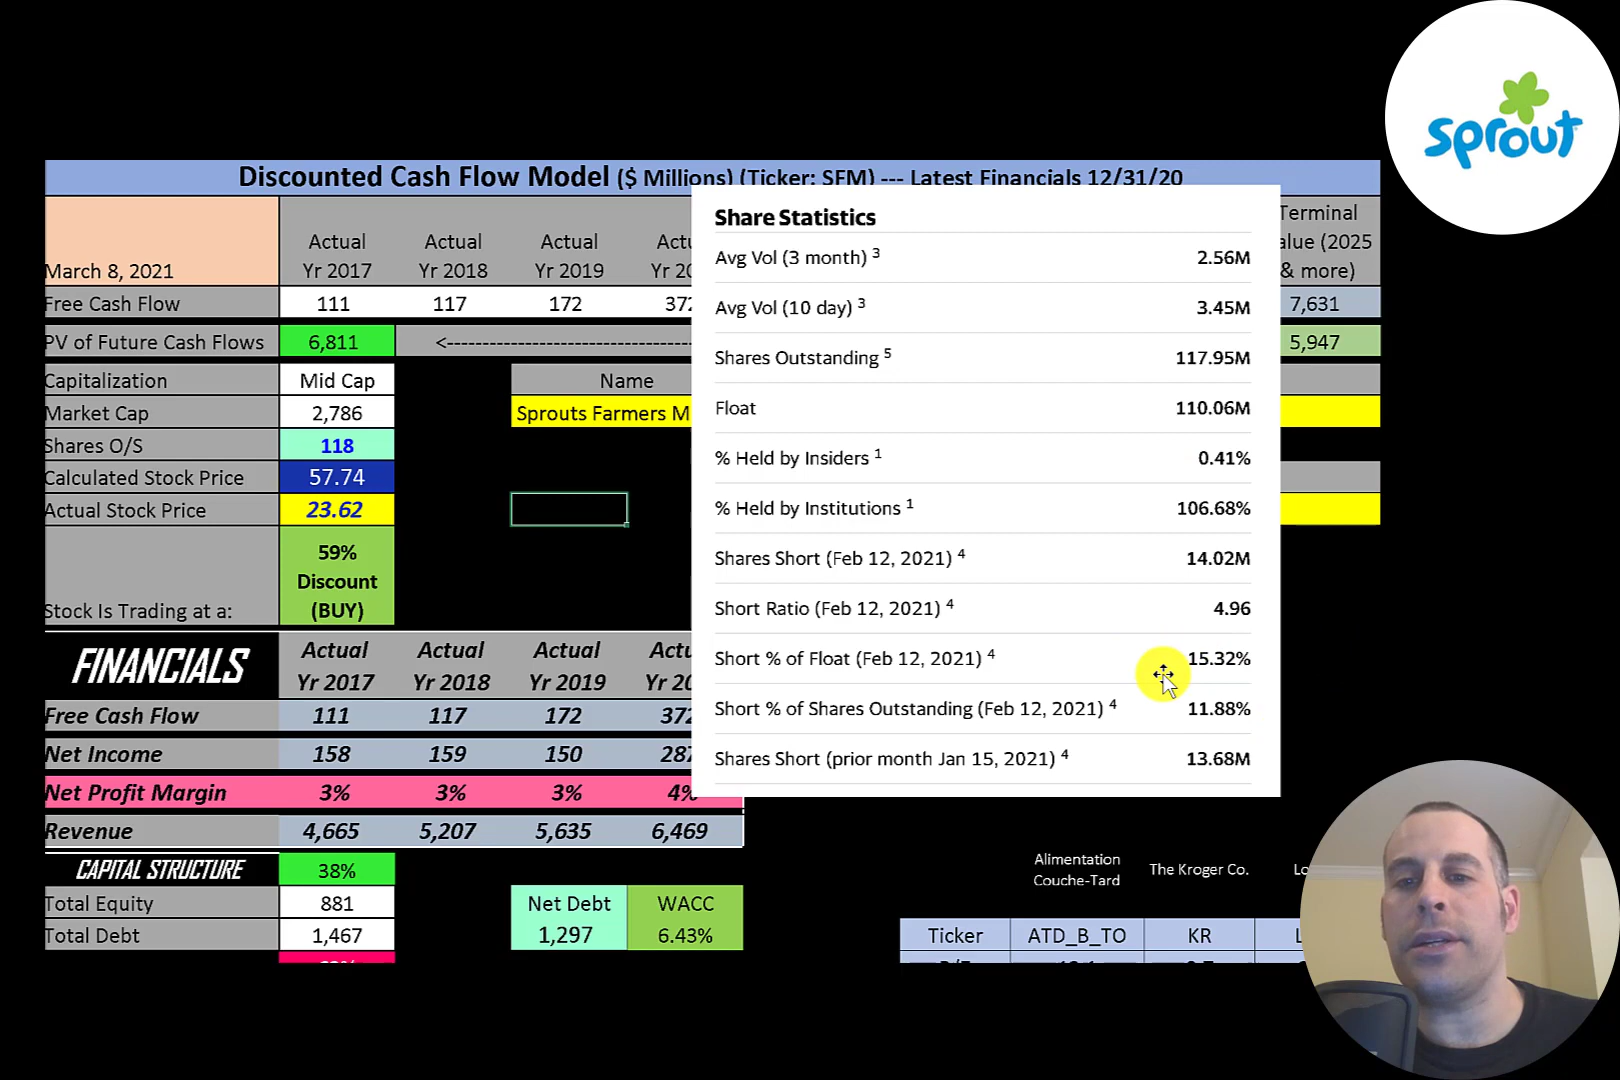 sprout
Discounted Cash Flow Model ($ Millions) (Ticker: SFM) --- Latest Financials 12/31/20
March 8, 2021
Actual Yr 2017
Actual Yr 2018
Actual Yr 2019
Terminal
& more)
Free Cash Flow 111 117 172 372 7,631
PV of Future Cash Flows 6,811 <------------------------------ 5,947
Capitalization Mid Cap Name
Market Cap 2,786 Sprouts Farmers M
Shares O/S 118
Calculated Stock Price 57.74
Actual Stock Price 23.62
Stock Is Trading at a: 59% Discount (BUY)
Share Statistics
Avg Vol (3 month) 3 2.56M
Avg Vol (10 day) 3 3.45M
Shares Outstanding 5 117.95M
Float 110.06M
% Held by Insiders 1 0.41%
% Held by Institutions 1 106.68%
Shares Short (Feb 12, 2021) 4 14.02M
Short Ratio (Feb 12, 2021) 4 4.96
Short % of Float (Feb 12, 2021) 4 15.32%
Short % of Shares Outstanding (Feb 12, 2021) 4 11.88%
Shares Short (prior month Jan 15, 2021) 4 13.68M
FINANCIALS
Actual Yr 2017
Actual Yr 2018
Actual Yr 2019
Free Cash Flow 111 117 172 372
Net Income 158 159 150 287
Net Profit Margin 3% 3% 3% 4%
Revenue 4,665 5,207 5,635 6,469
CAPITAL STRUCTURE 38%
Total Equity 881 Net Debt WACC
Total Debt 1,467 1,297 6.43%
Alimentation Couche-Tard
The Kroger Co.
Ticker ATD_B_TO KR